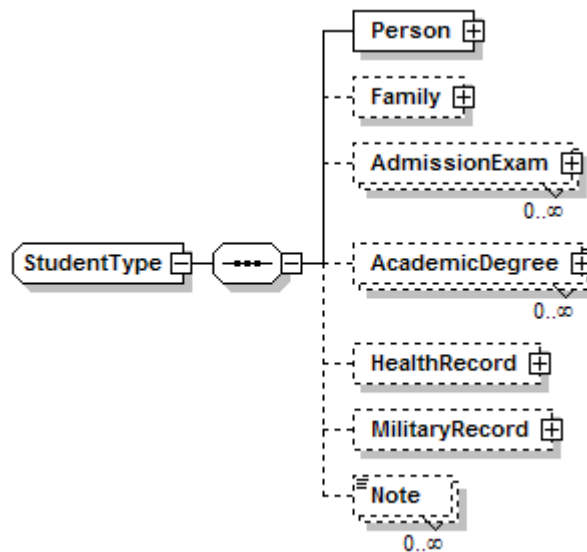 Person
Family
AdmissionExam
0..∞
StudentType
AcademicDegree
0..∞
HealthRecord
MilitaryRecord
Note
0..∞